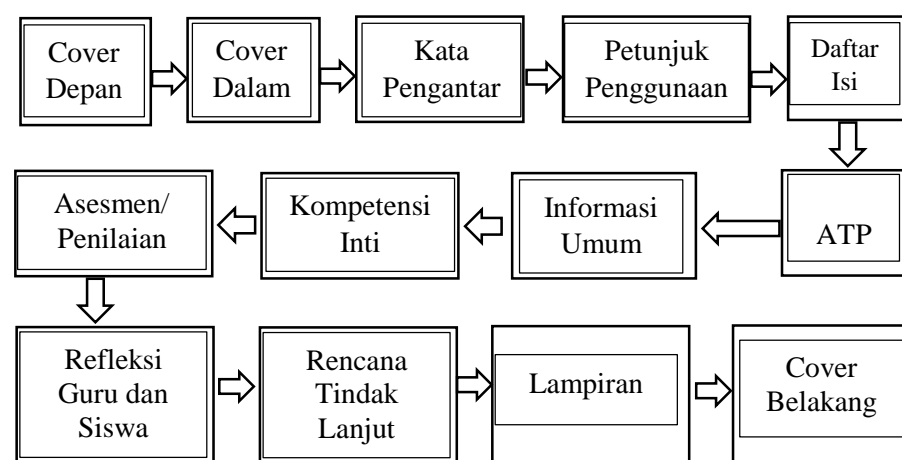 Cover
Depan
Cover
Dalam
Kata
Pengantar
Petunjuk
Penggunaan
Daftar
Isi
ATP
Informasi
Umum
Kompetensi
Inti
Asesmen/
Penilaian
Refleksi
Guru dan
Siswa
Rencana
Tindak
Lanjut
Lampiran
Cover
Belakang